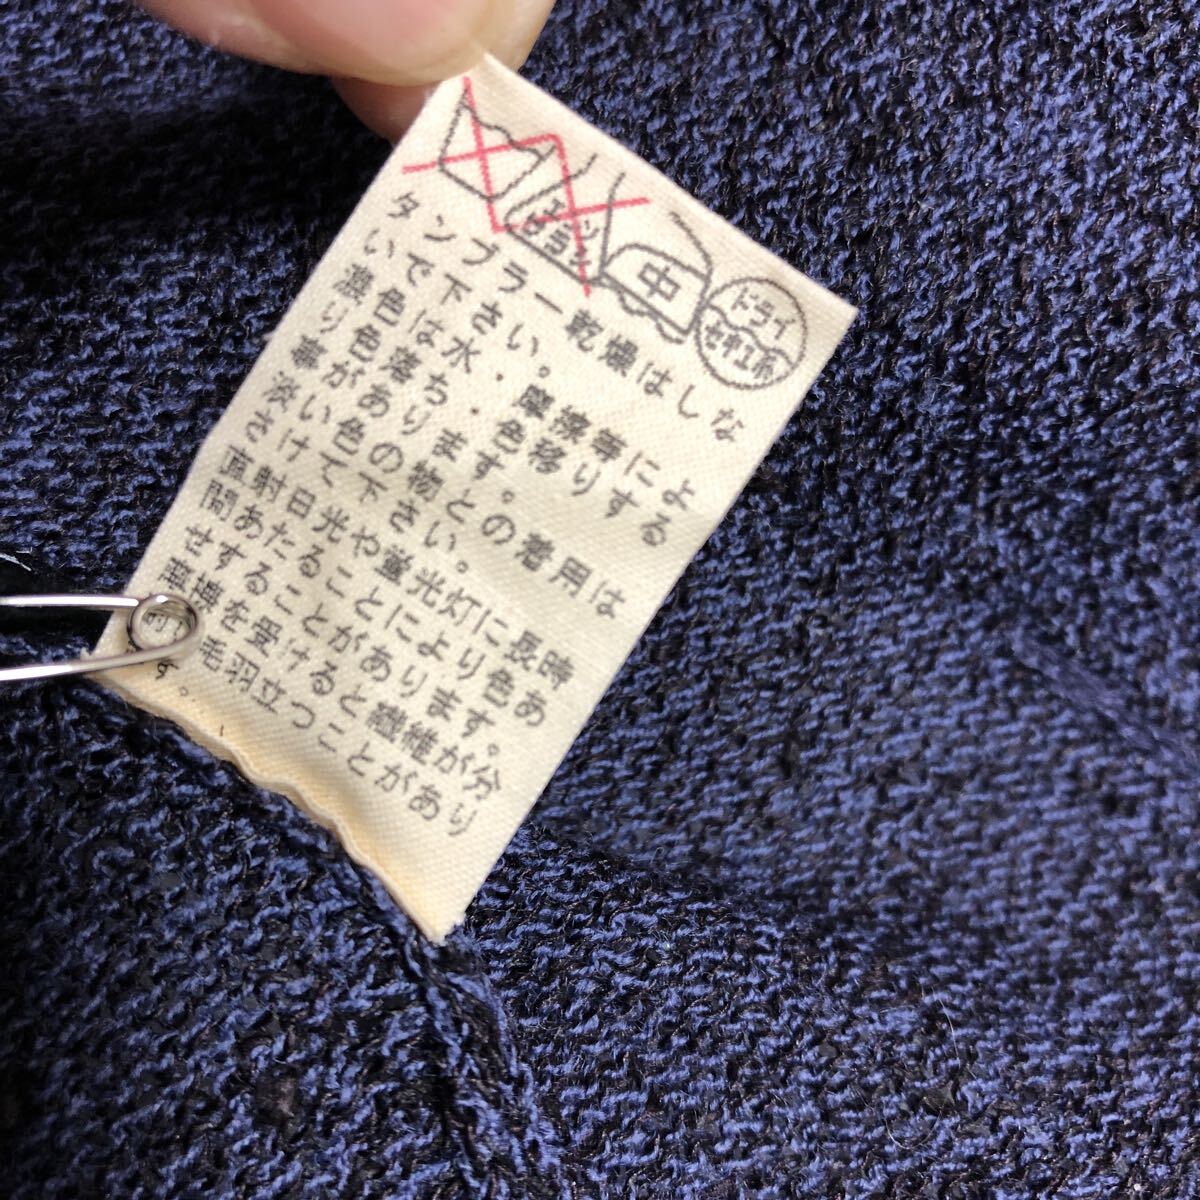 エンソ
サラシ
中
ドライ
セキユ系
タンブラー乾燥はしな
いで下さい。
濃色は水・摩擦等によ
り色落ち・色移りする
事があります。
淡い色の物との着用は
さけて下さい。
直射日光や蛍光灯に長時
間あたることにより色あ
せすることがあります。
摩擦を受けると繊維が分
毛羽立つことがあり
ます。